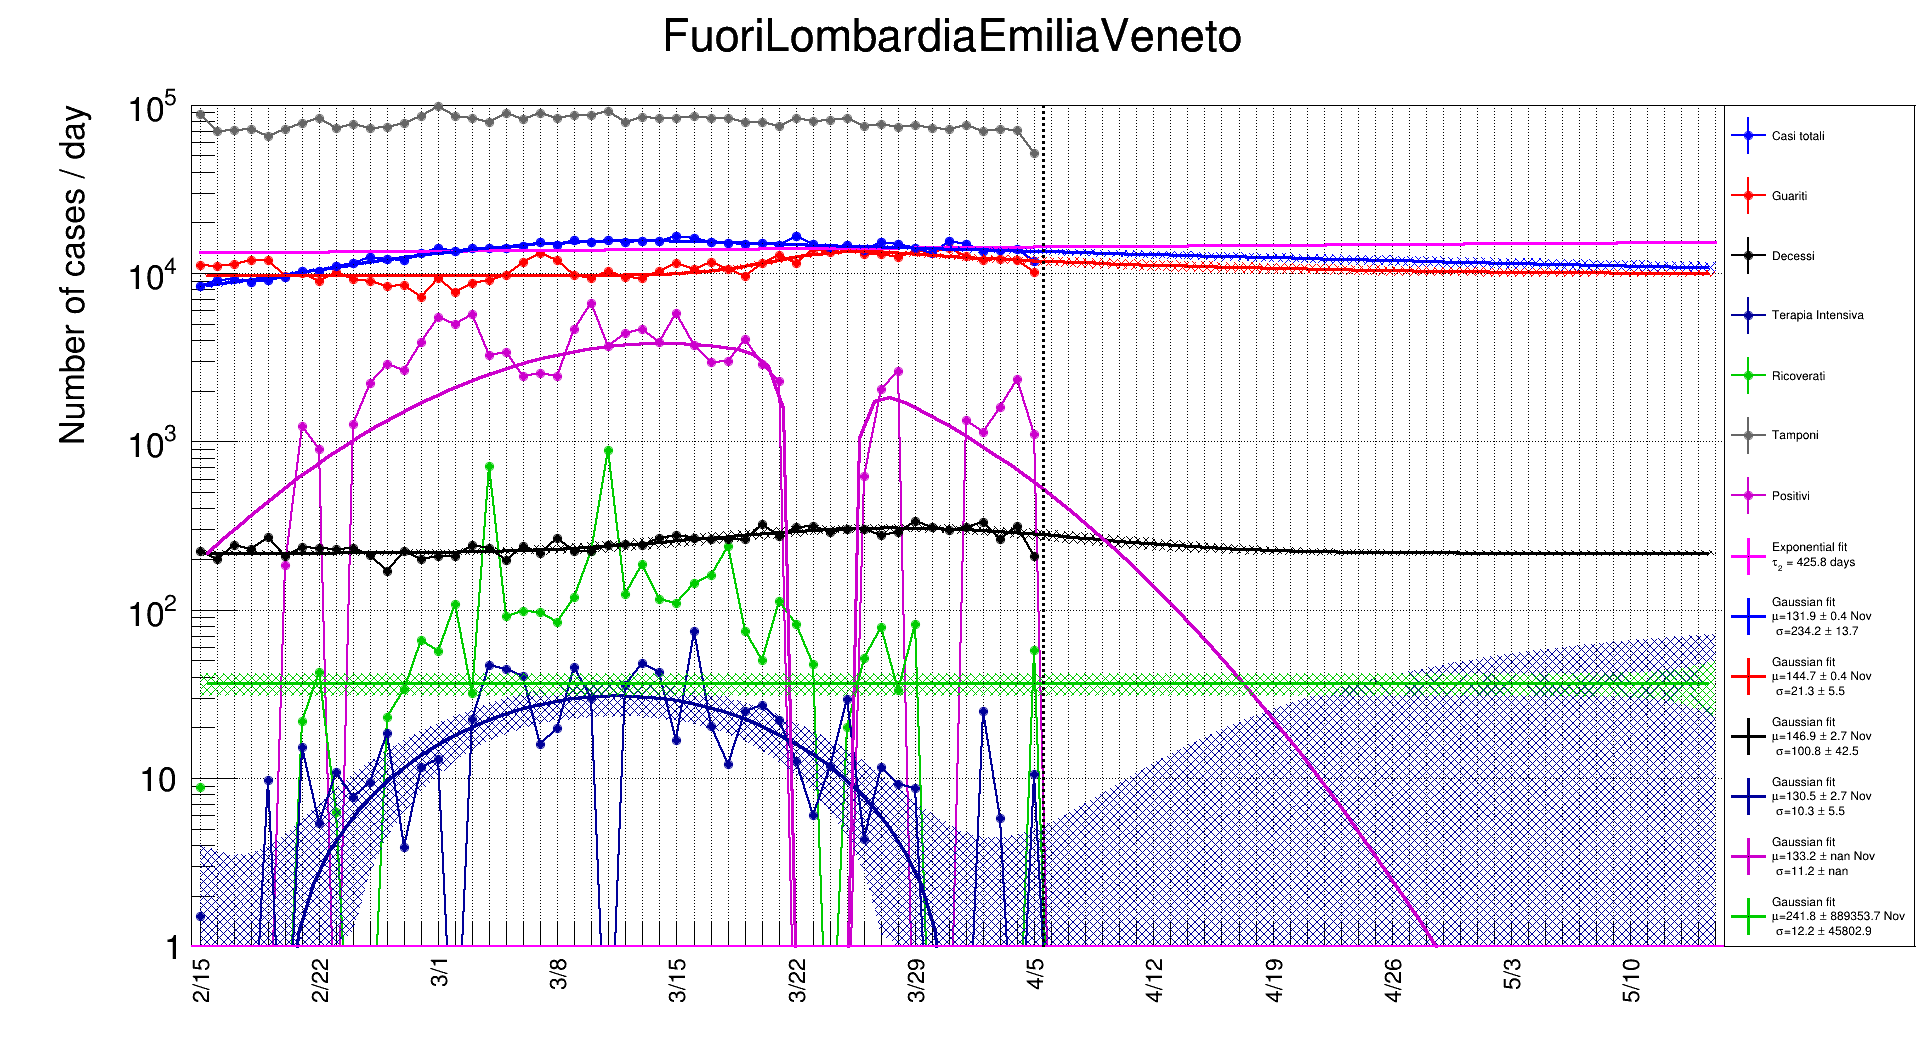 FuoriLombardiaEmiliaVeneto
Number of cases / day
10^5
10^4
10^3
10^2
10
1
2/15
2/22
3/1
3/8
3/15
3/22
3/29
4/5
4/12
4/19
4/26
5/3
5/10
Casi totali
Guariti
Decessi
Terapia Intensiva
Ricoverati
Tamponi
Positivi
Exponential fit
τ₂ = 425.8 days
Gaussian fit
μ=131.9 ± 0.4 Nov
σ=234.2 ± 13.7
Gaussian fit
μ=144.7 ± 0.4 Nov
σ=21.3 ± 5.5
Gaussian fit
μ=146.9 ± 2.7 Nov
σ=100.8 ± 42.5
Gaussian fit
μ=130.5 ± 2.7 Nov
σ=10.3 ± 5.5
Gaussian fit
μ=133.2 ± nan Nov
σ=11.2 ± nan
Gaussian fit
μ=241.8 ± 889353.7 Nov
σ=12.2 ± 45802.9